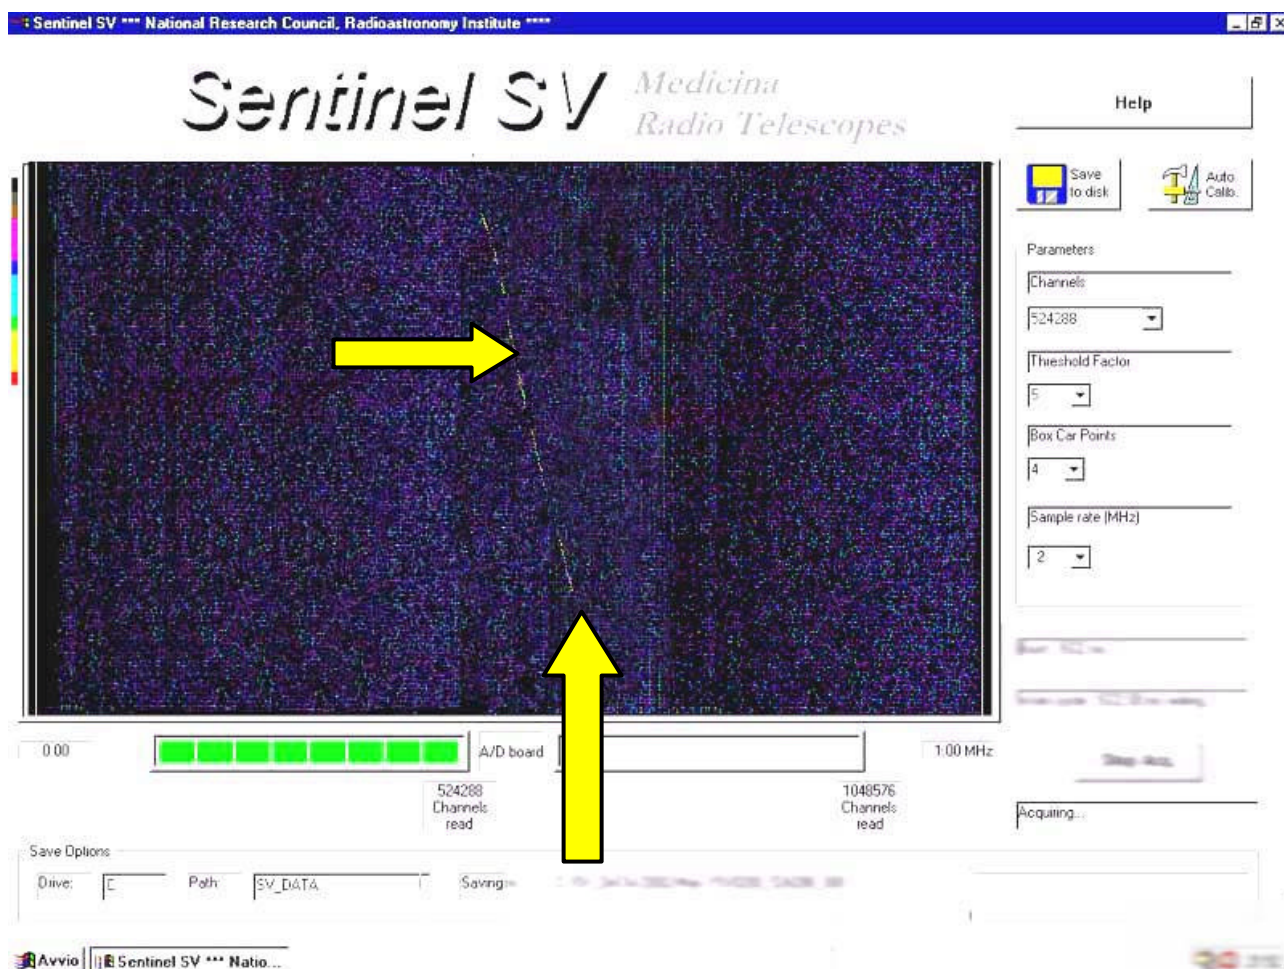 Sentinel SV *** National Research Council, Radioastronomy Institute ****
Sentinel SV
Medicina
Radio Telescopes
Help
Save
to disk
Auto
Calib.
Parameters
Channels
524288
Threshold Factor
5
Box Car Points
4
Sample rate (MHz)
2
0.00
A/D board
1.00 MHz
524288
Channels
read
1048576
Channels
read
Acquiring...
Save Options
Drive:
Path:
SV_DATA
Saving
Avvio
Sentinel SV *** Natio...